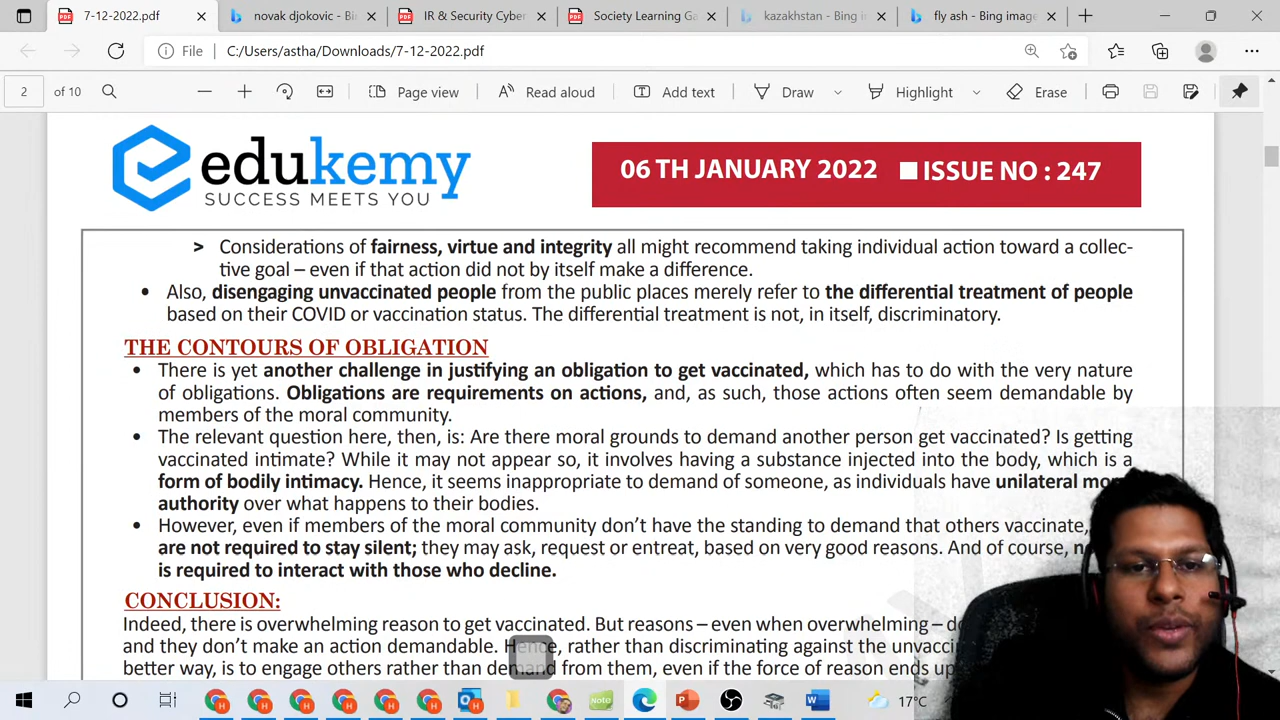 7-12-2022.pdf
novak djokovic - Bi
IR & Security Cyber
Society Learning Ga
kazakhstan - Bing i
fly ash - Bing image
File C:/Users/astha/Downloads/7-12-2022.pdf
2 of 10 Page view Read aloud Add text Draw Highlight Erase
edukemy
SUCCESS MEETS YOU
06 TH JANUARY 2022 ■ ISSUE NO : 247
➤ Considerations of fairness, virtue and integrity all might recommend taking individual action toward a collec-
tive goal – even if that action did not by itself make a difference.
• Also, disengaging unvaccinated people from the public places merely refer to the differential treatment of people
based on their COVID or vaccination status. The differential treatment is not, in itself, discriminatory.
THE CONTOURS OF OBLIGATION
• There is yet another challenge in justifying an obligation to get vaccinated, which has to do with the very nature
of obligations. Obligations are requirements on actions, and, as such, those actions often seem demandable by
members of the moral community.
• The relevant question here, then, is: Are there moral grounds to demand another person get vaccinated? Is getting
vaccinated intimate? While it may not appear so, it involves having a substance injected into the body, which is a
form of bodily intimacy. Hence, it seems inappropriate to demand of someone, as individuals have unilateral
authority over what happens to their bodies.
• However, even if members of the moral community don't have the standing to demand that others vaccinate,
are not required to stay silent; they may ask, request or entreat, based on very good reasons. And of course,
is required to interact with those who decline.
CONCLUSION:
Indeed, there is overwhelming reason to get vaccinated. But reasons – even when overwhelming –
and they don't make an action demandable. Hence, rather than discriminating against the
better way, is to engage others rather than demand from them, even if the force of reason ends
17°C